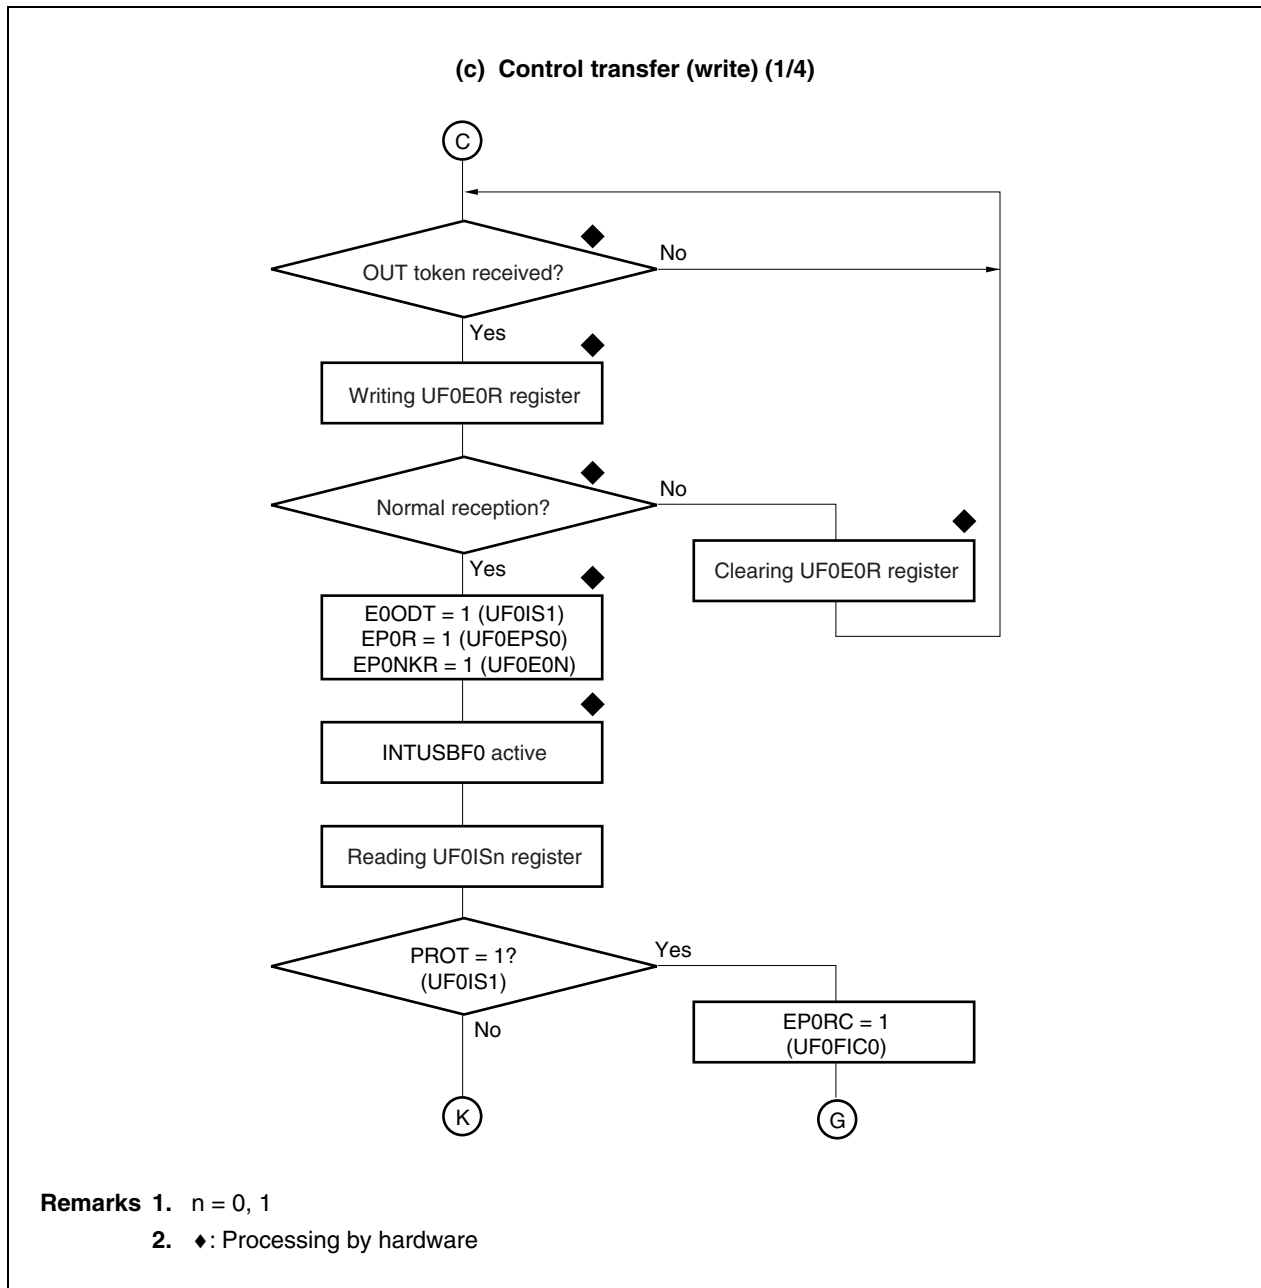 (c) Control transfer (write) (1/4)
C
OUT token received?
No
Yes
Writing UF0E0R register
Normal reception?
No
Clearing UF0E0R register
Yes
E0ODT = 1 (UF0IS1)
EP0R = 1 (UF0EPS0)
EP0NKR = 1 (UF0E0N)
INTUSBF0 active
Reading UF0ISn register
PROT = 1?
(UF0IS1)
Yes
EP0RC = 1
(UF0FIC0)
No
K
G
Remarks 1. n = 0, 1
2. ♦: Processing by hardware